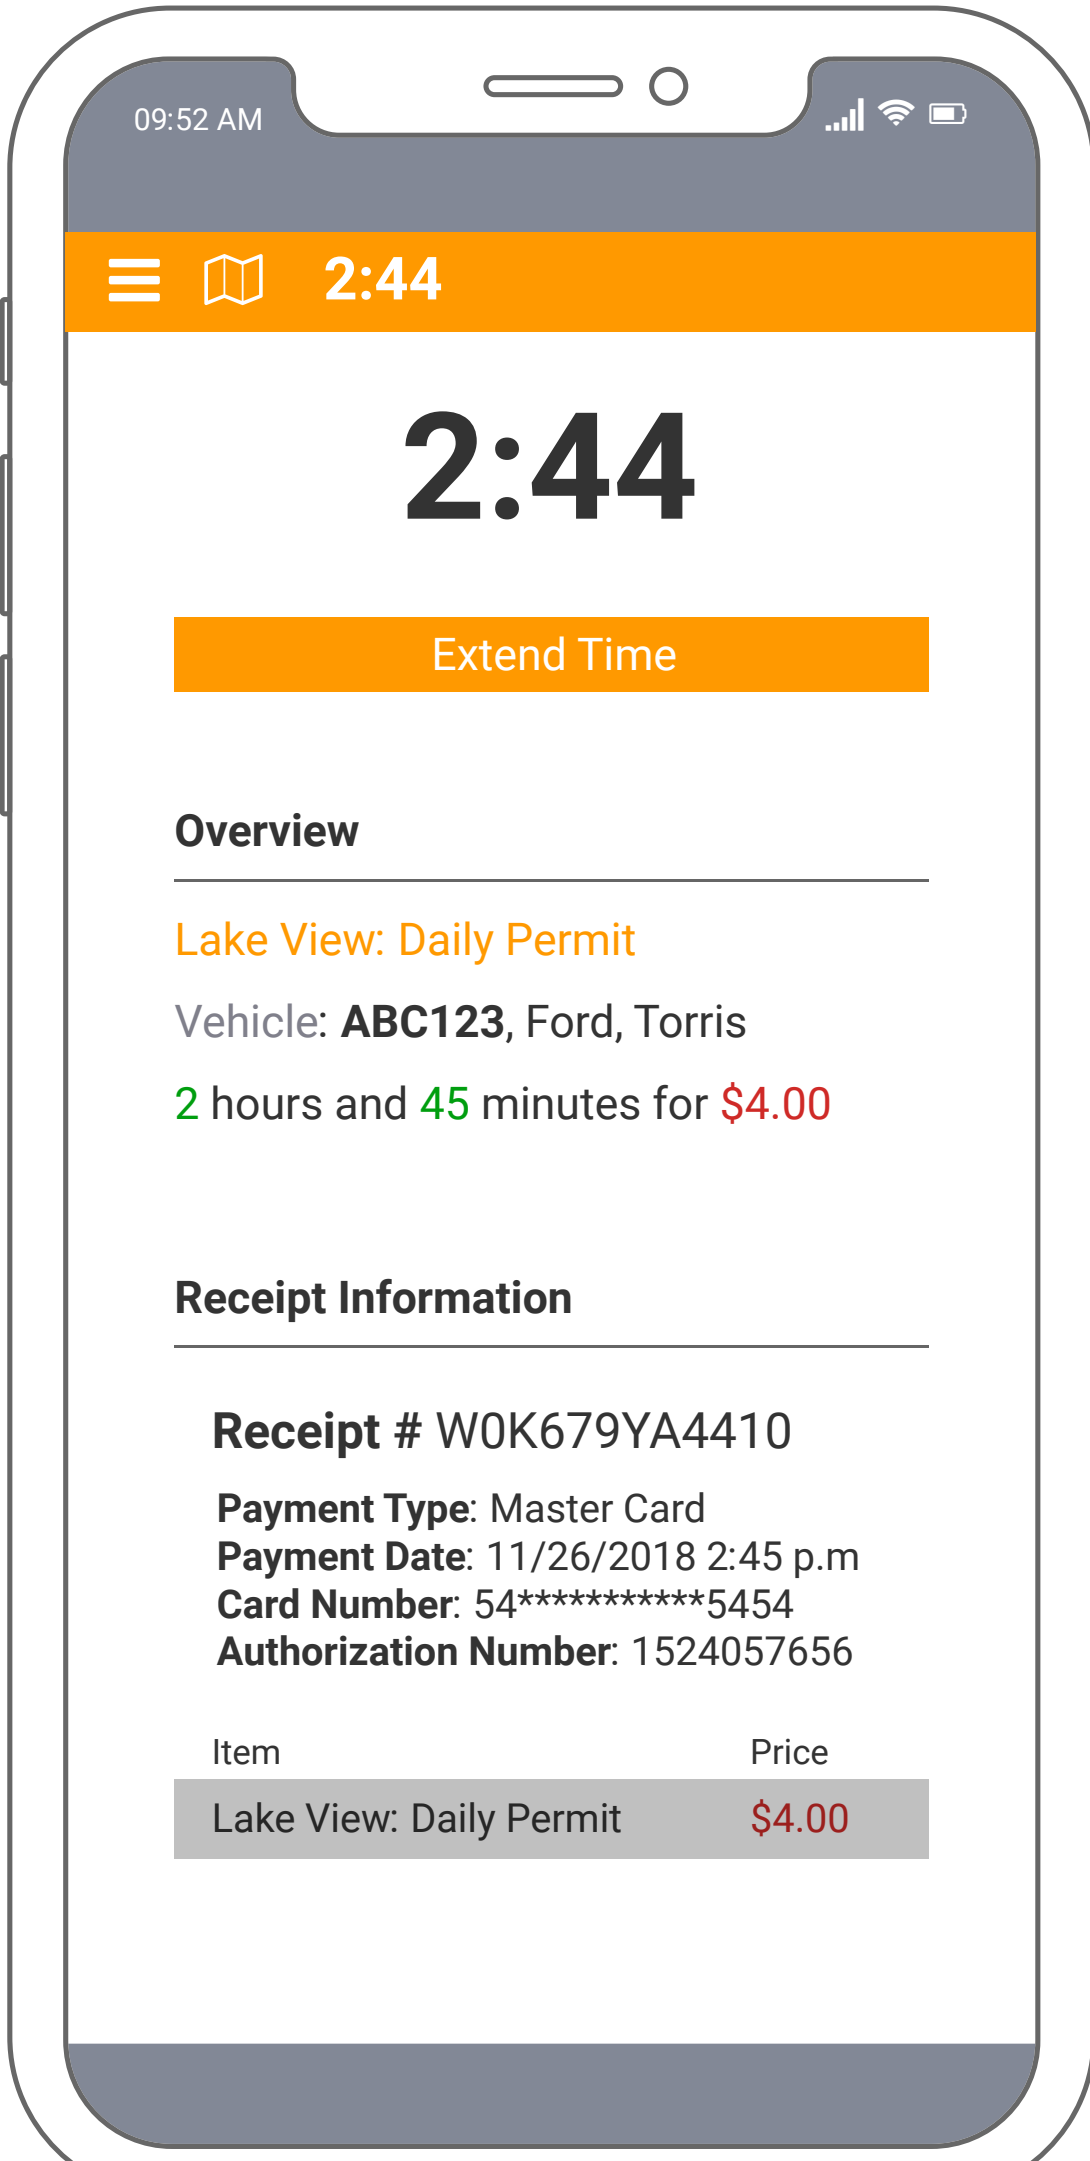 09:52 AM
2:44
2:44
Extend Time
Overview
Lake View: Daily Permit
Vehicle: ABC123, Ford, Torris
2 hours and 45 minutes for $4.00
Receipt Information
Receipt # W0K679YA4410
Payment Type: Master Card
Payment Date: 11/26/2018 2:45 p.m
Card Number: 54***********5454
Authorization Number: 1524057656
Item Price
Lake View: Daily Permit $4.00